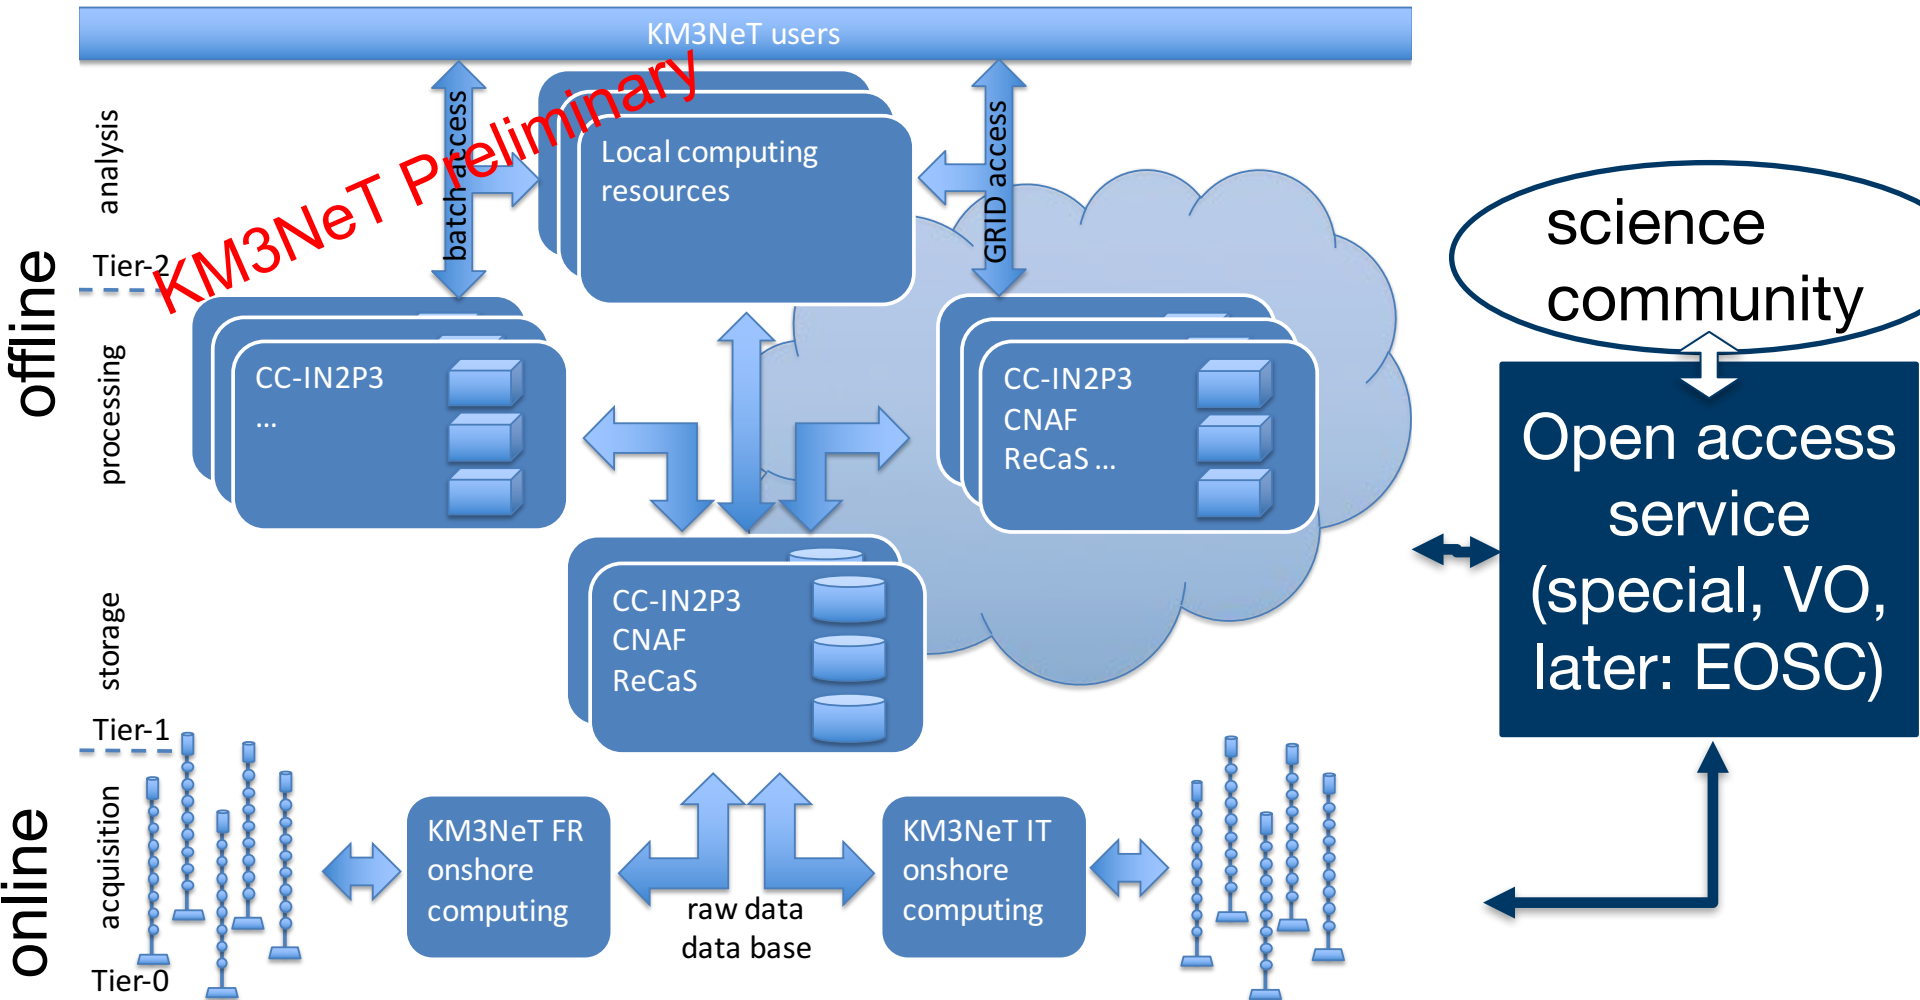 KM3NeT users
KM3NeT Preliminary
batch access
GRID access
Local computing
resources
analysis
Tier-2
offline
processing
CC-IN2P3
...
CC-IN2P3
CNAF
ReCaS ...
science
community
Open access
service
(special, VO,
later: EOSC)
storage
CC-IN2P3
CNAF
ReCaS
Tier-1
online
acquisition
KM3NeT FR
onshore
computing
raw data
data base
KM3NeT IT
onshore
computing
Tier-0